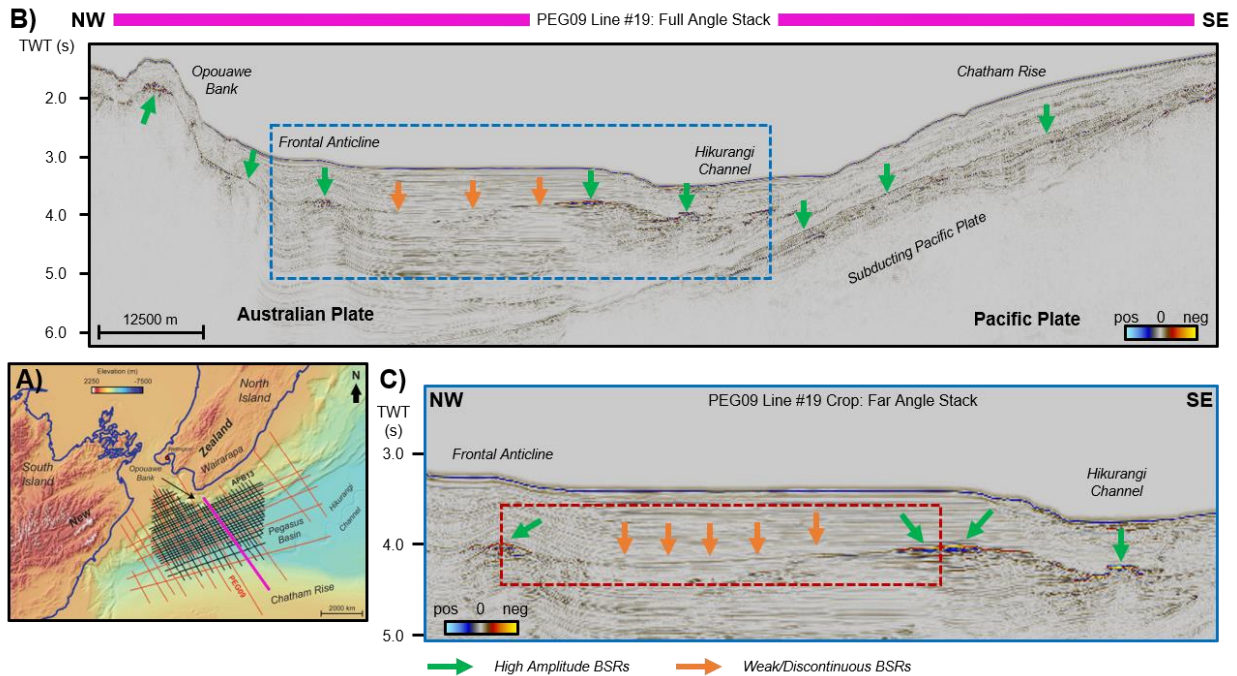 B) NW PEG09 Line #19: Full Angle Stack SE
TWT (s)
Opouawe
Bank
Chatham Rise
2.0
Frontal Anticline
Hikurangi
Channel
3.0
4.0
5.0
Subducting Pacific Plate
Australian Plate
Pacific Plate
12500 m
pos 0 neg
6.0
A)
Elevation (m)
2250 -7500
N
North
Island
Zealand
Wairarapa
South
Island
Opouawe
Bank
APB13
New
Hikurangi
Channel
Pegasus
Basin
PEG09
Chatham Rise
2000 km
C)
TWT
(s)
NW PEG09 Line #19 Crop: Far Angle Stack SE
Frontal Anticline
3.0
Hikurangi
Channel
4.0
pos 0 neg
5.0
High Amplitude BSRs
Weak/Discontinuous BSRs